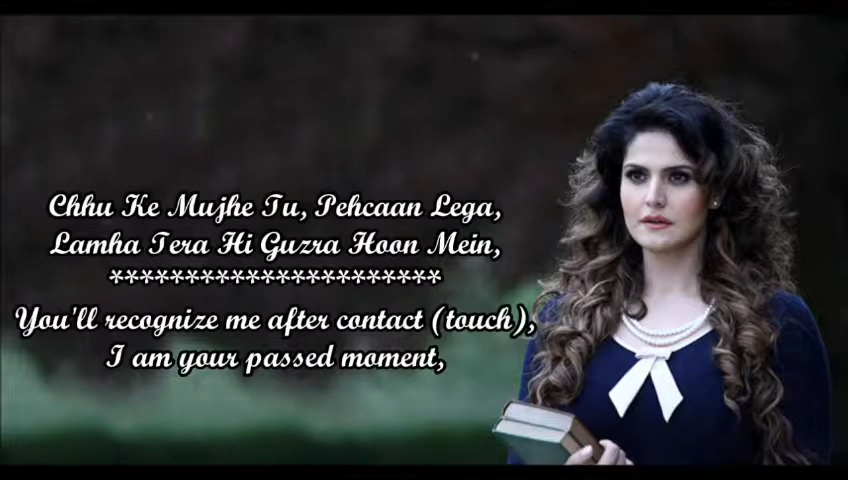 Chhu Ke Mujhe Tu, Pehcaan Lega,
Lamha Tera Hi Guzra Hoon Mein,
**********************
You'll recognize me after contact (touch),
I am your passed moment,